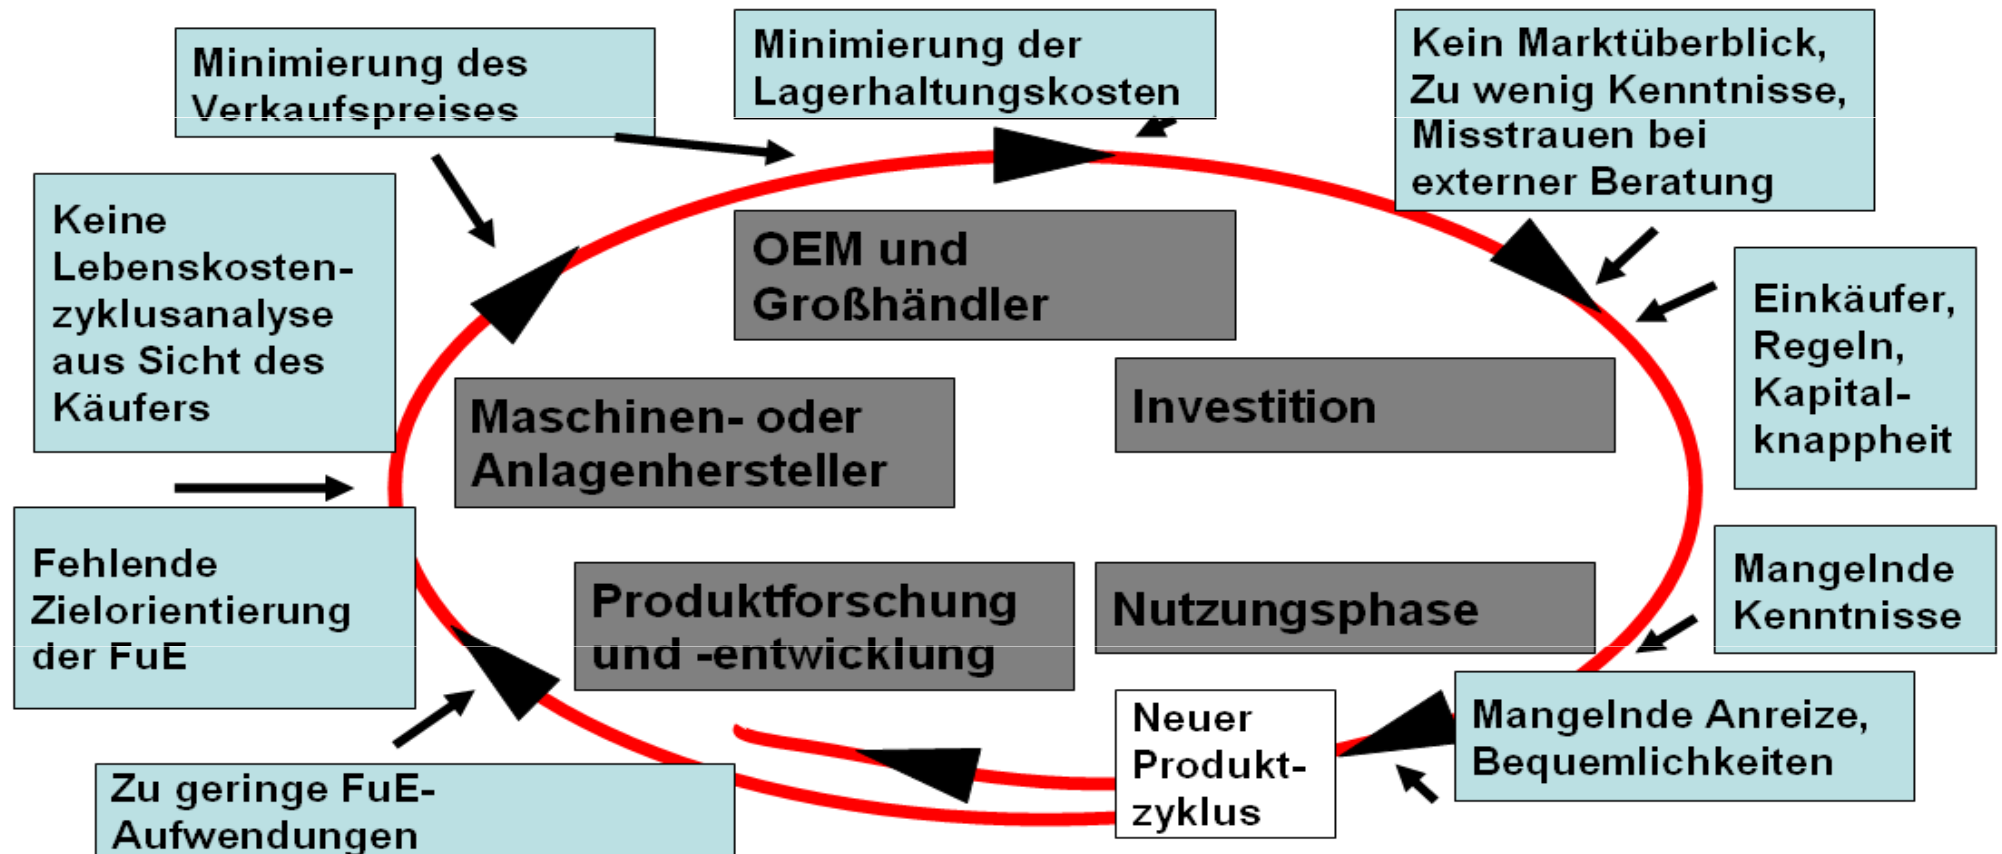 Minimierung des
Verkaufspreises
Minimierung der
Lagerhaltungskosten
Kein Marktüberblick,
Zu wenig Kenntnisse,
Misstrauen bei
externer Beratung
Keine
Lebenskosten-
zyklusanalyse
aus Sicht des
Käufers
OEM und
Großhändler
Einkäufer,
Regeln,
Kapital-
knappheit
Maschinen- oder
Anlagenhersteller
Investition
Fehlende
Zielorientierung
der FuE
Produktforschung
und -entwicklung
Nutzungsphase
Mangelnde
Kenntnisse
Neuer
Produkt-
zyklus
Mangelnde Anreize,
Bequemlichkeiten
Zu geringe FuE-
Aufwendungen